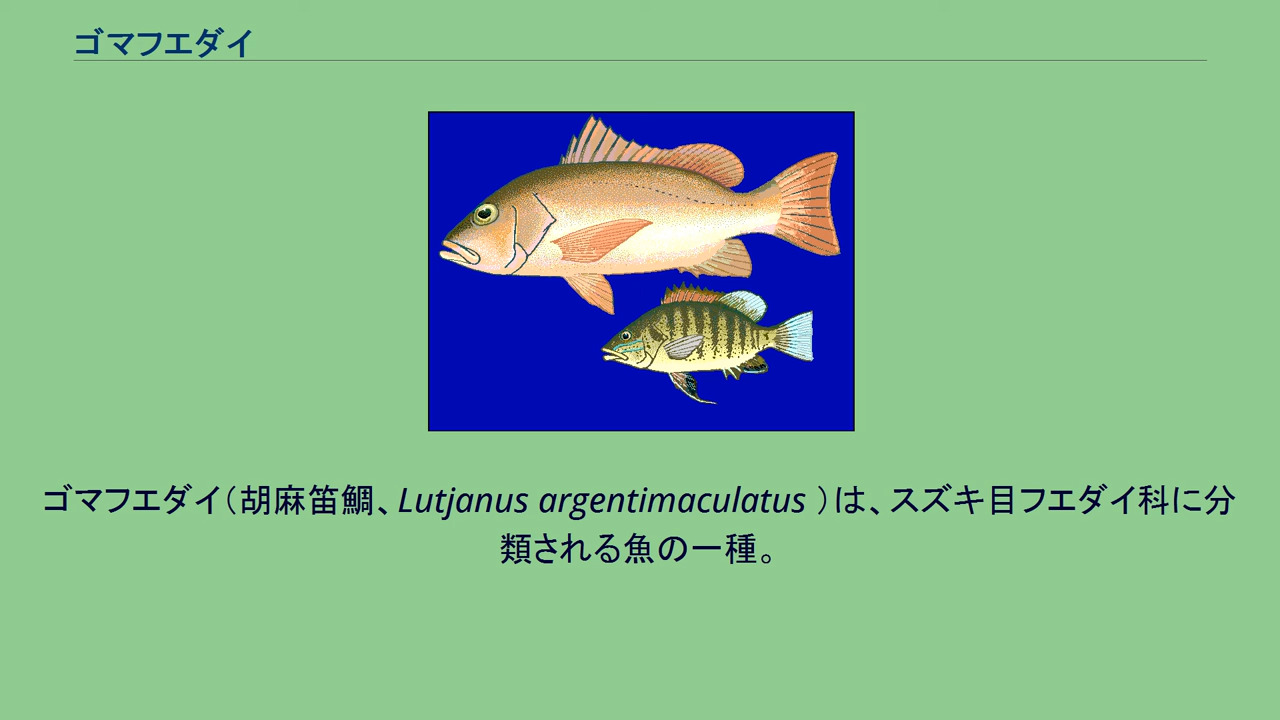 ゴマフエダイ
ゴマフエダイ（胡麻笛鯛、Lutjanus argentimaculatus ）は、スズキ目フエダイ科に分
類される魚の一種。